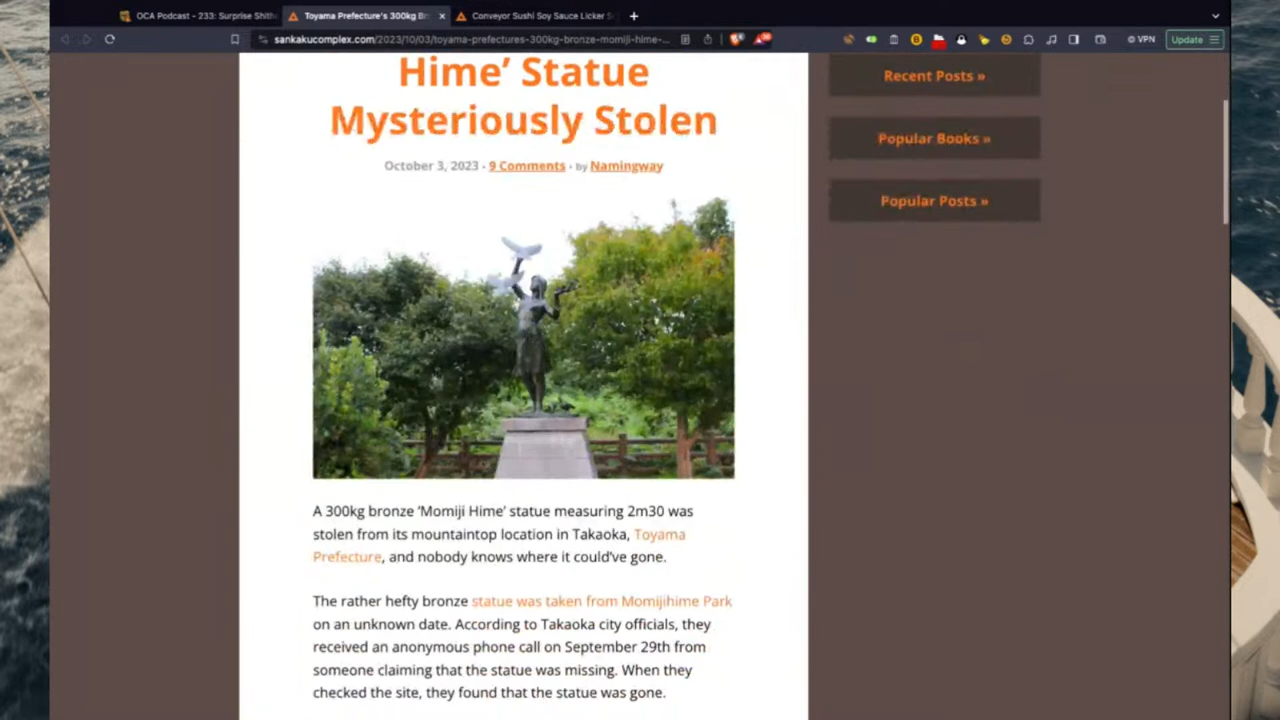 OCA Podcast - 233: Surprise Shith
Toyama Prefecture's 300kg Br
Conveyor Sushi Soy Sauce Licker S
sankakucomplex.com/2023/10/03/toyama-prefectures-300kg-bronze-momiji-hime-...
VPN
Update
Hime’ Statue
Mysteriously Stolen
October 3, 2023 · 9 Comments · by Namingway
Recent Posts »
Popular Books »
Popular Posts »
A 300kg bronze ‘Momiji Hime’ statue measuring 2m30 was
stolen from its mountaintop location in Takaoka, Toyama
Prefecture, and nobody knows where it could’ve gone.
The rather hefty bronze statue was taken from Momijihime Park
on an unknown date. According to Takaoka city officials, they
received an anonymous phone call on September 29th from
someone claiming that the statue was missing. When they
checked the site, they found that the statue was gone.